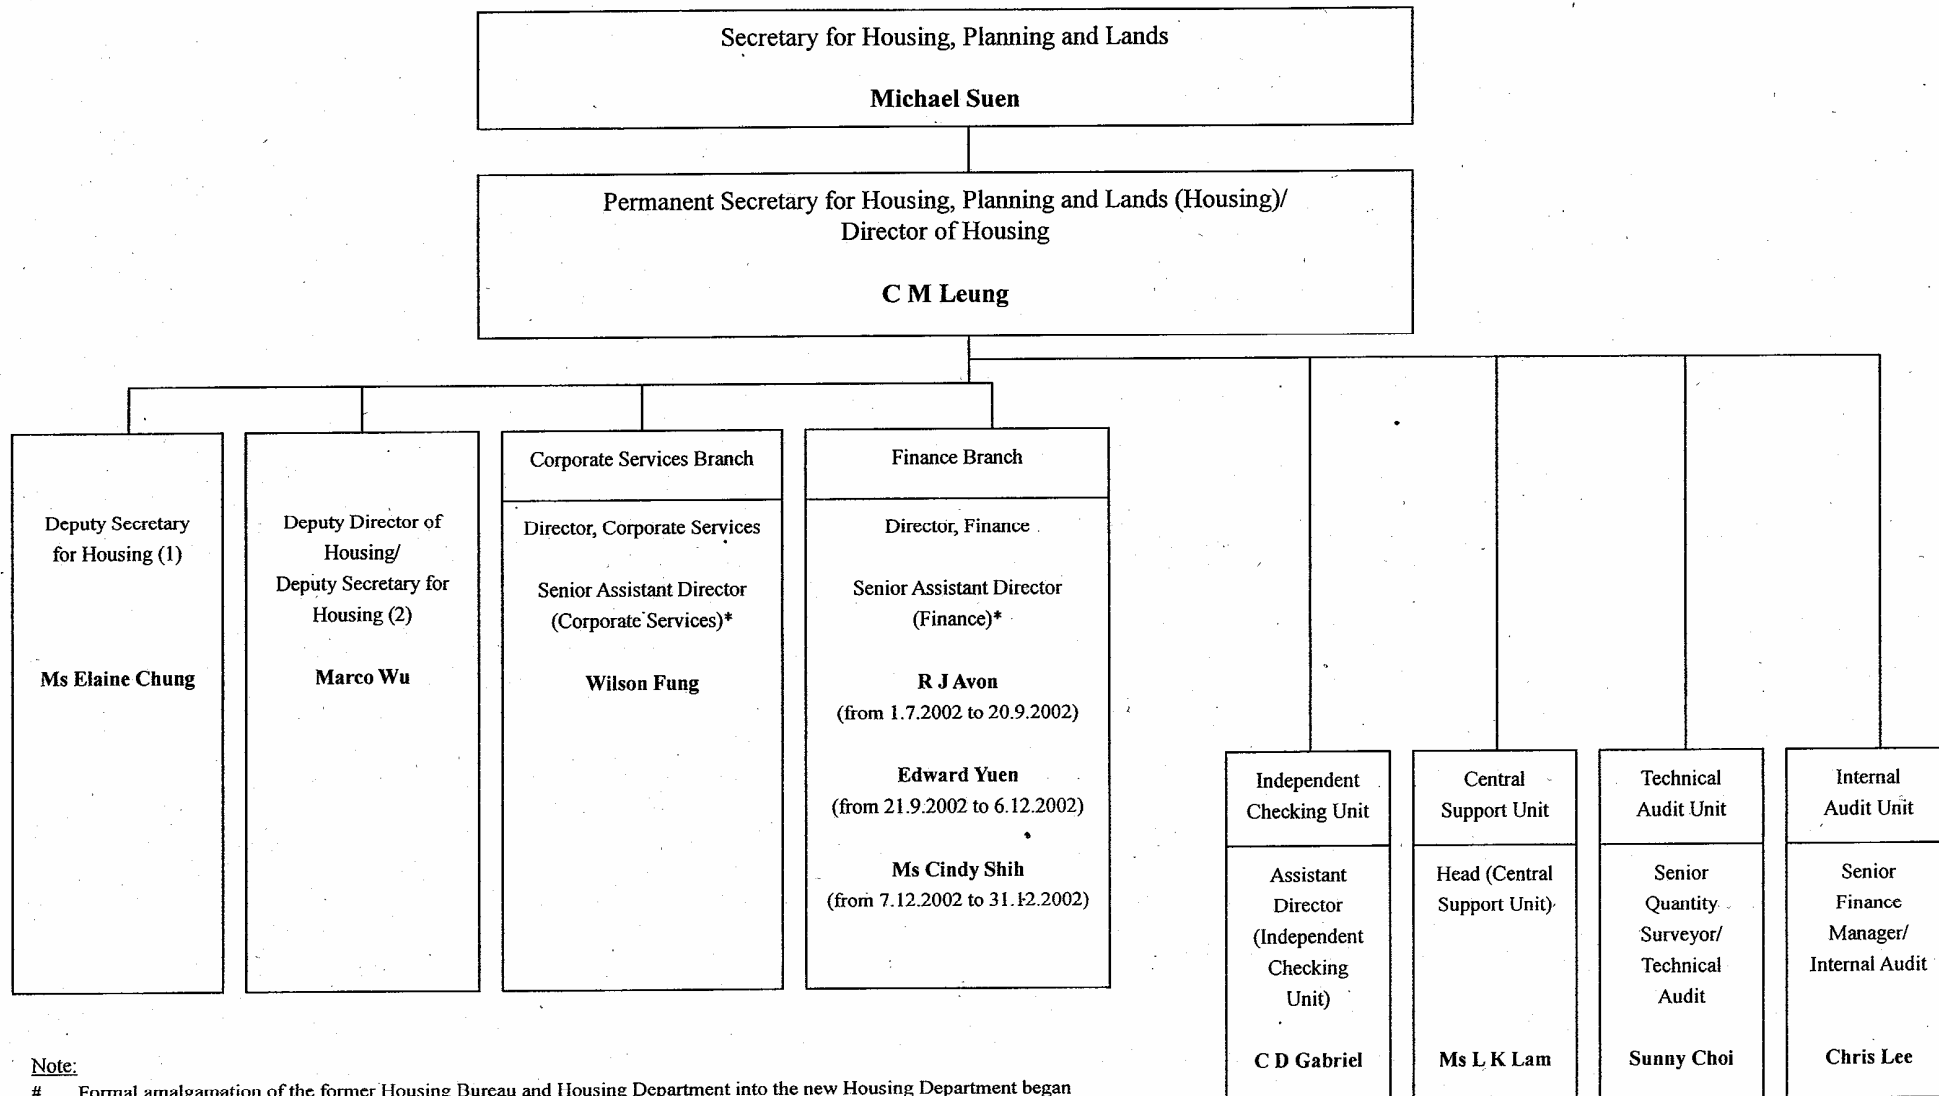 Secretary for Housing, Planning and Lands
Michael Suen
Permanent Secretary for Housing, Planning and Lands (Housing)/
Director of Housing
C M Leung
Deputy Secretary
for Housing (1)
Ms Elaine Chung
Deputy Director of
Housing/
Deputy Secretary for
Housing (2)
Marco Wu
Corporate Services Branch
Director, Corporate Services
Senior Assistant Director
(Corporate Services)*
Wilson Fung
Finance Branch
Director, Finance
Senior Assistant Director
(Finance)*
R J Avon
(from 1.7.2002 to 20.9.2002)
Edward Yuen
(from 21.9.2002 to 6.12.2002)
Ms Cindy Shih
(from 7.12.2002 to 31.12.2002)
Independent
Checking Unit
Assistant
Director
(Independent
Checking
Unit)
C D Gabriel
Central
Support Unit
Head (Central
Support Unit)
Ms L K Lam
Technical
Audit Unit
Senior
Quantity
Surveyor/
Technical
Audit
Sunny Choi
Internal
Audit Unit
Senior
Finance
Manager/
Internal Audit
Chris Lee
Note:
# Formal amalgamation of the former Housing Bureau and Housing Department into the new Housing Department began